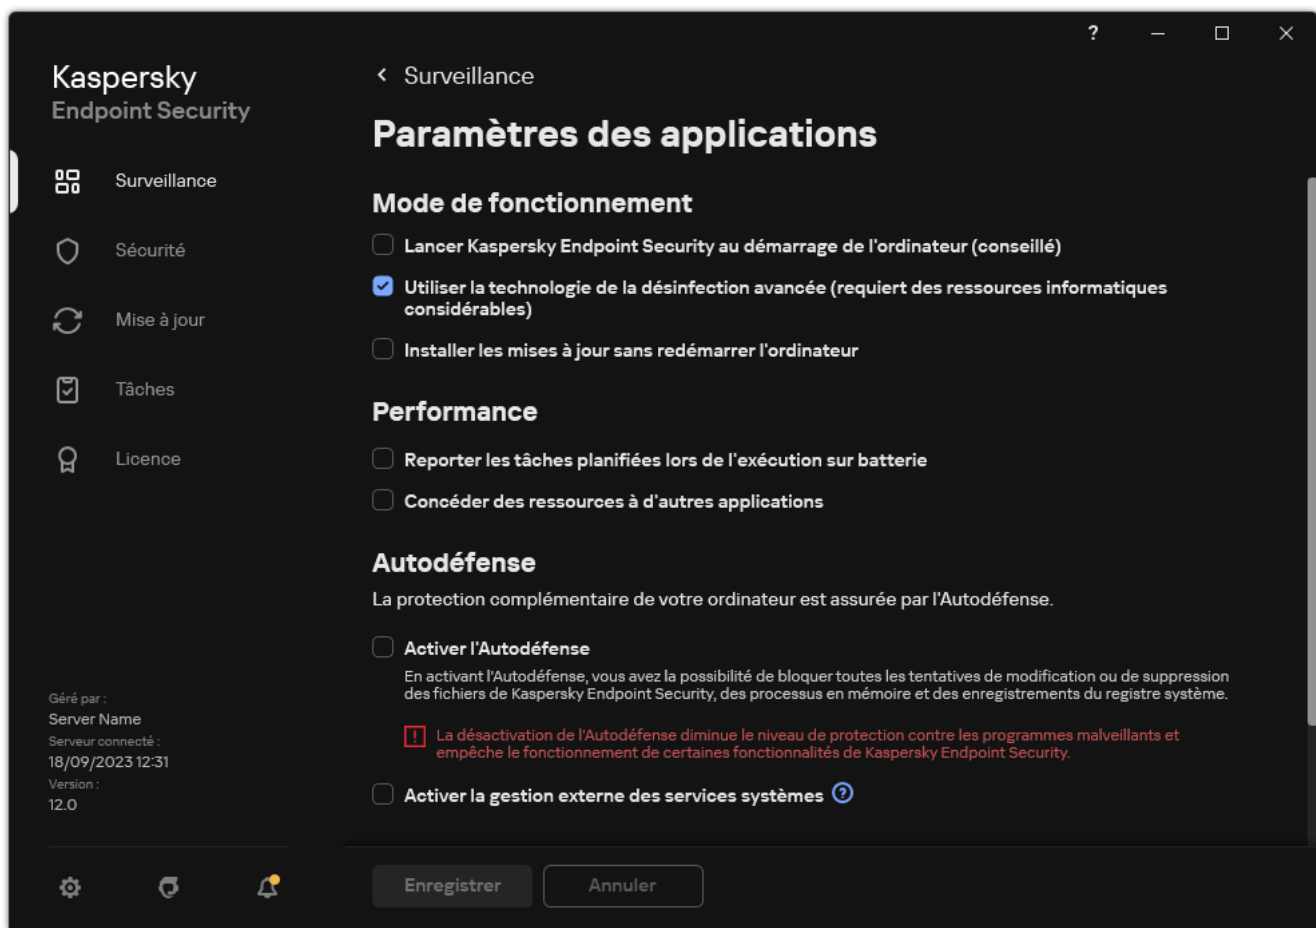 ?
Kaspersky
Endpoint Security
Surveillance
Sécurité
Mise à jour
Tâches
Licence
Géré par :
Server Name
Serveur connecté :
18/09/2023 12:31
Version :
12.0
Surveillance
Paramètres des applications
Mode de fonctionnement
Lancer Kaspersky Endpoint Security au démarrage de l'ordinateur (conseillé)
Utiliser la technologie de la désinfection avancée (requiert des ressources informatiques
considérables)
Installer les mises à jour sans redémarrer l'ordinateur
Performance
Reporter les tâches planifiées lors de l'exécution sur batterie
Concéder des ressources à d'autres applications
Autodéfense
La protection complémentaire de votre ordinateur est assurée par l'Autodéfense.
Activer l'Autodéfense
En activant l'Autodéfense, vous avez la possibilité de bloquer toutes les tentatives de modification ou de suppression
des fichiers de Kaspersky Endpoint Security, des processus en mémoire et des enregistrements du registre système.
La désactivation de l'Autodéfense diminue le niveau de protection contre les programmes malveillants et
empêche le fonctionnement de certaines fonctionnalités de Kaspersky Endpoint Security.
Activer la gestion externe des services systèmes ?
Enregistrer
Annuler